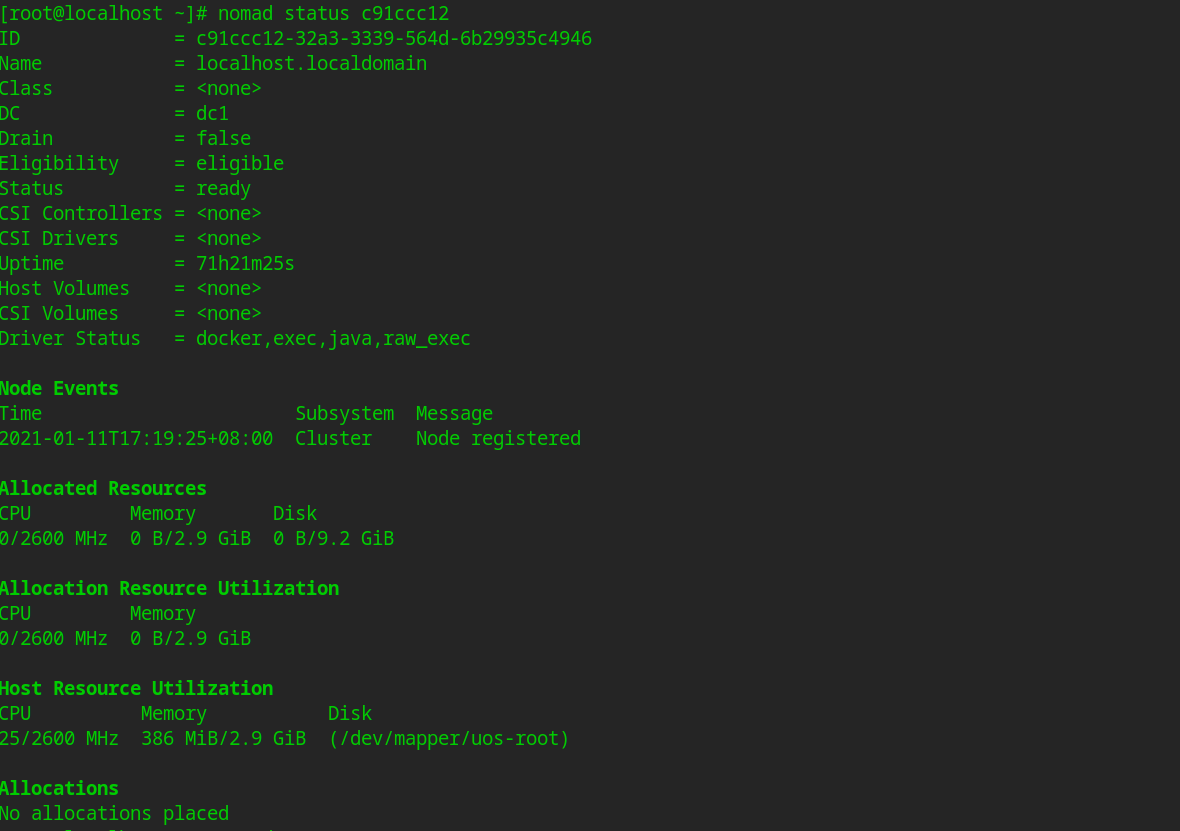 [root@localhost ~]# nomad status c91ccc12
ID              = c91ccc12-32a3-3339-564d-6b29935c4946
Name            = localhost.localdomain
Class           = <none>
DC              = dc1
Drain           = false
Eligibility     = eligible
Status          = ready
CSI Controllers = <none>
CSI Drivers     = <none>
Uptime          = 71h21m25s
Host Volumes    = <none>
CSI Volumes     = <none>
Driver Status   = docker,exec,java,raw_exec
Node Events
Time                       Subsystem  Message
2021-01-11T17:19:25+08:00  Cluster    Node registered
Allocated Resources
CPU         Memory       Disk
0/2600 MHz  0 B/2.9 GiB  0 B/9.2 GiB
Allocation Resource Utilization
CPU         Memory
0/2600 MHz  0 B/2.9 GiB
Host Resource Utilization
CPU          Memory           Disk
25/2600 MHz  386 MiB/2.9 GiB  (/dev/mapper/uos-root)
Allocations
No allocations placed